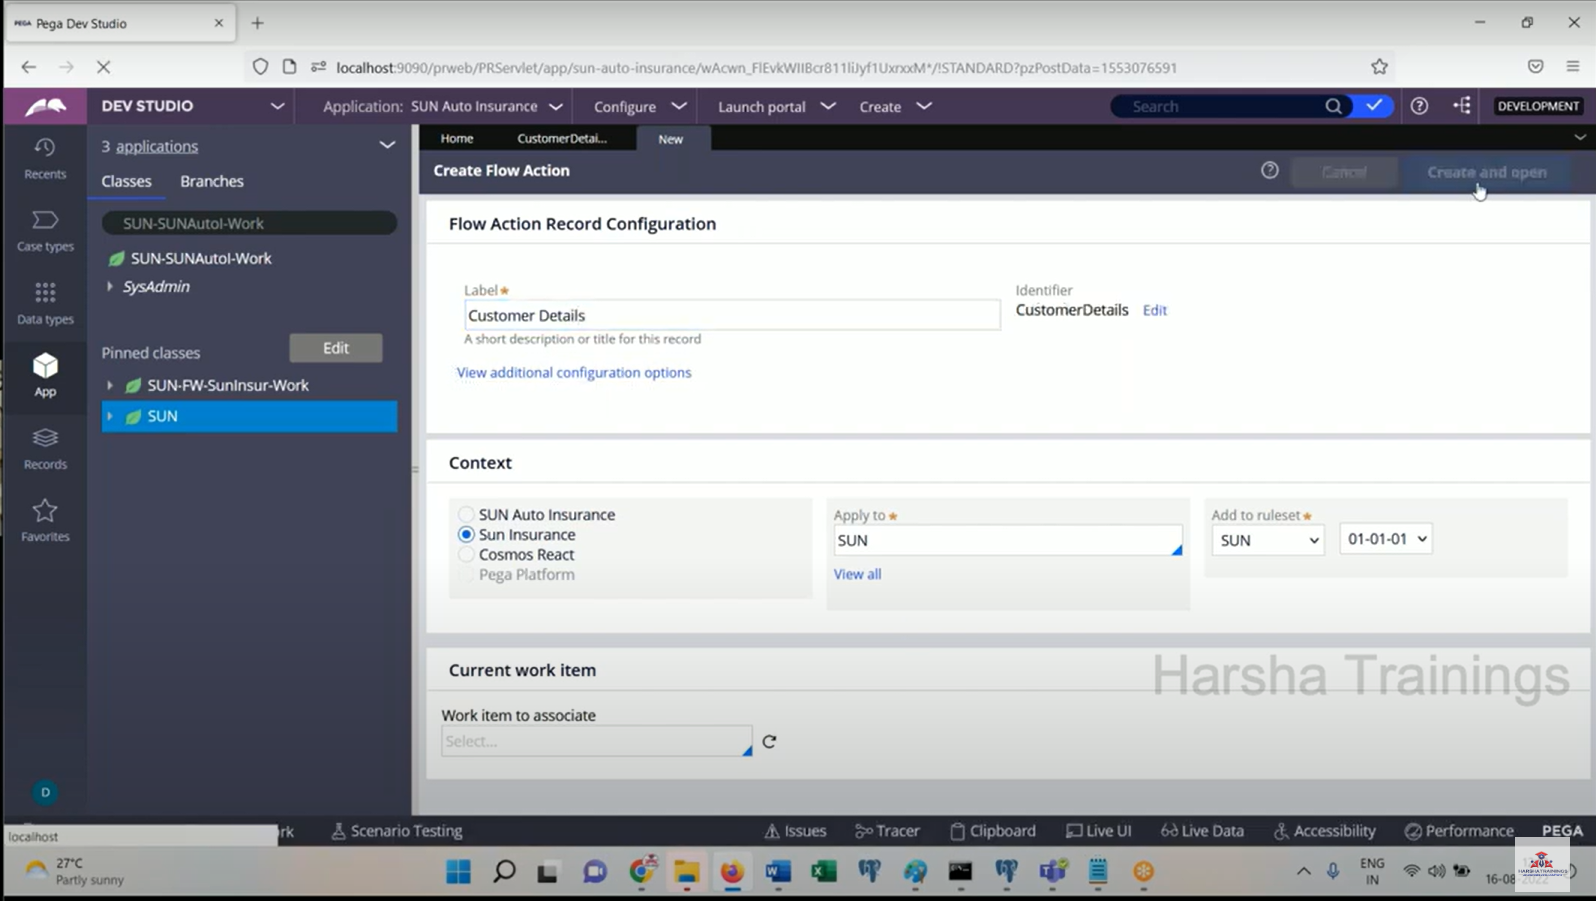 PEGA Pega Dev Studio
localhost:9090/prweb/PRServlet/app/sun-auto-insurance/wAcwn_FlEvkWIIBcr811liJyf1UxrxxM*/!STANDARD?pzPostData=1553076591
DEV STUDIO
Application: SUN Auto Insurance
Configure
Launch portal
Create
Search
DEVELOPMENT
Recents
Case types
Data types
App
Records
Favorites
D
3 applications
Classes Branches
SUN-SUNAutoI-Work
SUN-SUNAutoI-Work
SysAdmin
Pinned classes Edit
SUN-FW-SunInsur-Work
SUN
Home CustomerDetai... New
Create Flow Action
Cancel Create and open
Flow Action Record Configuration
Label*
Customer Details
A short description or title for this record
Identifier
CustomerDetails Edit
View additional configuration options
Context
SUN Auto Insurance
Sun Insurance
Cosmos React
Pega Platform
Apply to*
SUN
View all
Add to ruleset*
SUN 01-01-01
Current work item
Harsha Trainings
Work item to associate
Select...
localhost
rk Scenario Testing Issues Tracer Clipboard Live UI Live Data Accessibility Performance PEGA
27°C
Partly sunny
ENG
IN
16-08-2022
HARSHATRAININGS